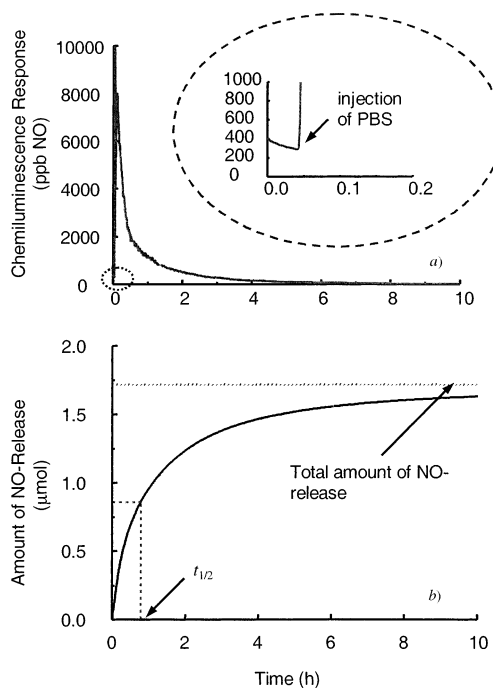 Chemiluminescence Response
(ppb NO)
10000
8000
6000
4000
2000
0
1000
800
600
400
200
0
0.0
0.1
0.2
injection
of PBS
a)
0
2
4
6
8
10
Amount of NO-Release
(μmol)
2.0
1.5
1.0
0.5
0.0
Total amount of NO-
release
t1/2
b)
0
2
4
6
8
10
Time (h)